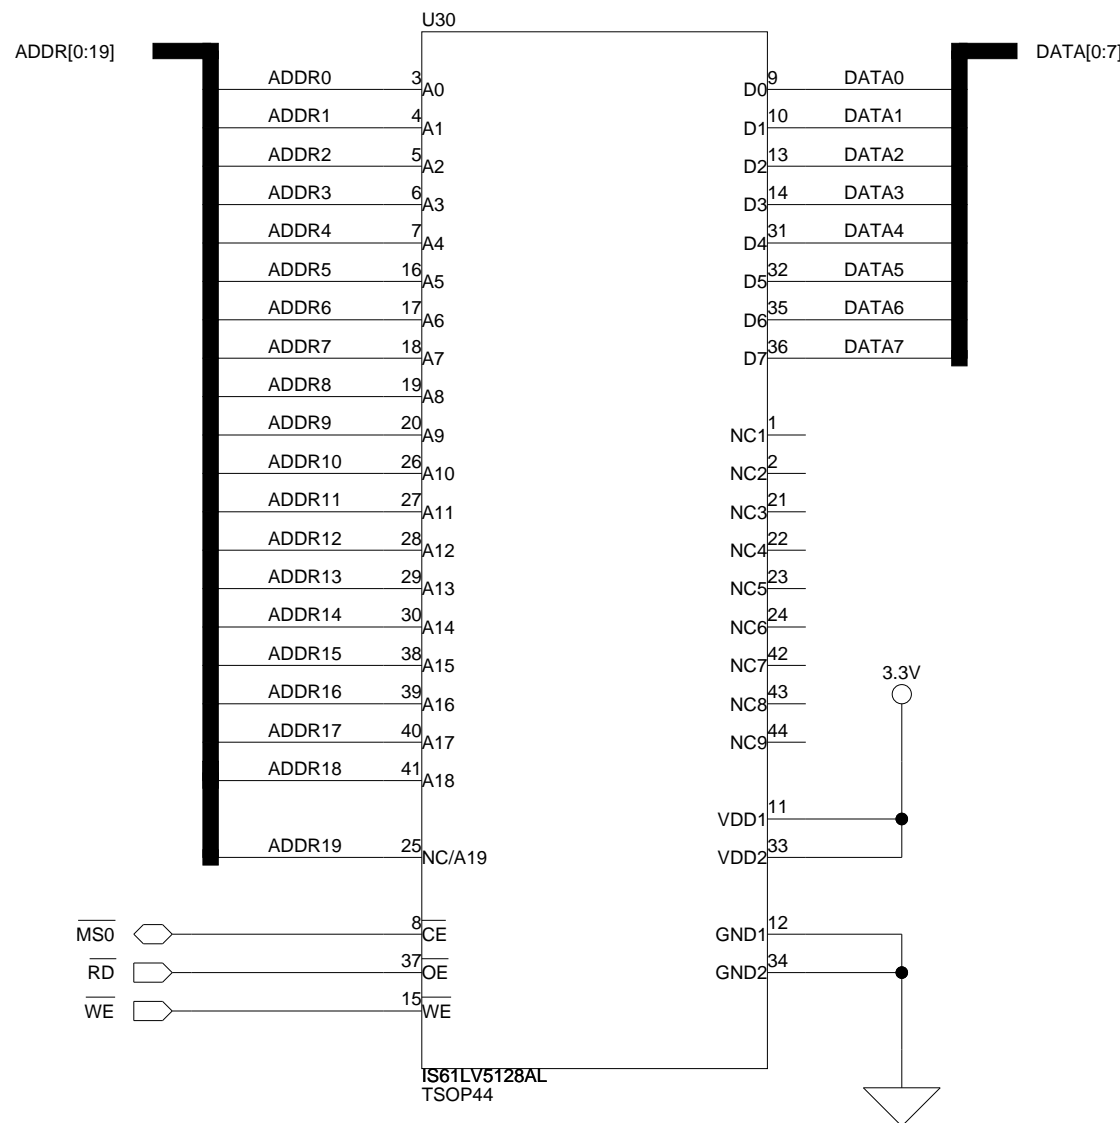 U30
ADDR[0:19] DATA[0:7]
ADDR0 3 A0 D0 9 DATA0
ADDR1 4 A1 D1 10 DATA1
ADDR2 5 A2 D2 13 DATA2
ADDR3 6 A3 D3 14 DATA3
ADDR4 7 A4 D4 31 DATA4
ADDR5 16 A5 D5 32 DATA5
ADDR6 17 A6 D6 35 DATA6
ADDR7 18 A7 D7 36 DATA7
ADDR8 19 A8
ADDR9 20 A9 NC1 1
ADDR10 26 A10 NC2 2
ADDR11 27 A11 NC3 21
ADDR12 28 A12 NC4 22
ADDR13 29 A13 NC5 23
ADDR14 30 A14 NC6 24
ADDR15 38 A15 NC7 42
3.3V
ADDR16 39 A16 NC8 43
ADDR17 40 A17 NC9 44
ADDR18 41 A18
VDD1 11
ADDR19 25 NC/A19 VDD2 33
MS0 8 CE GND1 12
RD 37 OE GND2 34
WE 15 WE
IS61LV5128AL
TSOP44